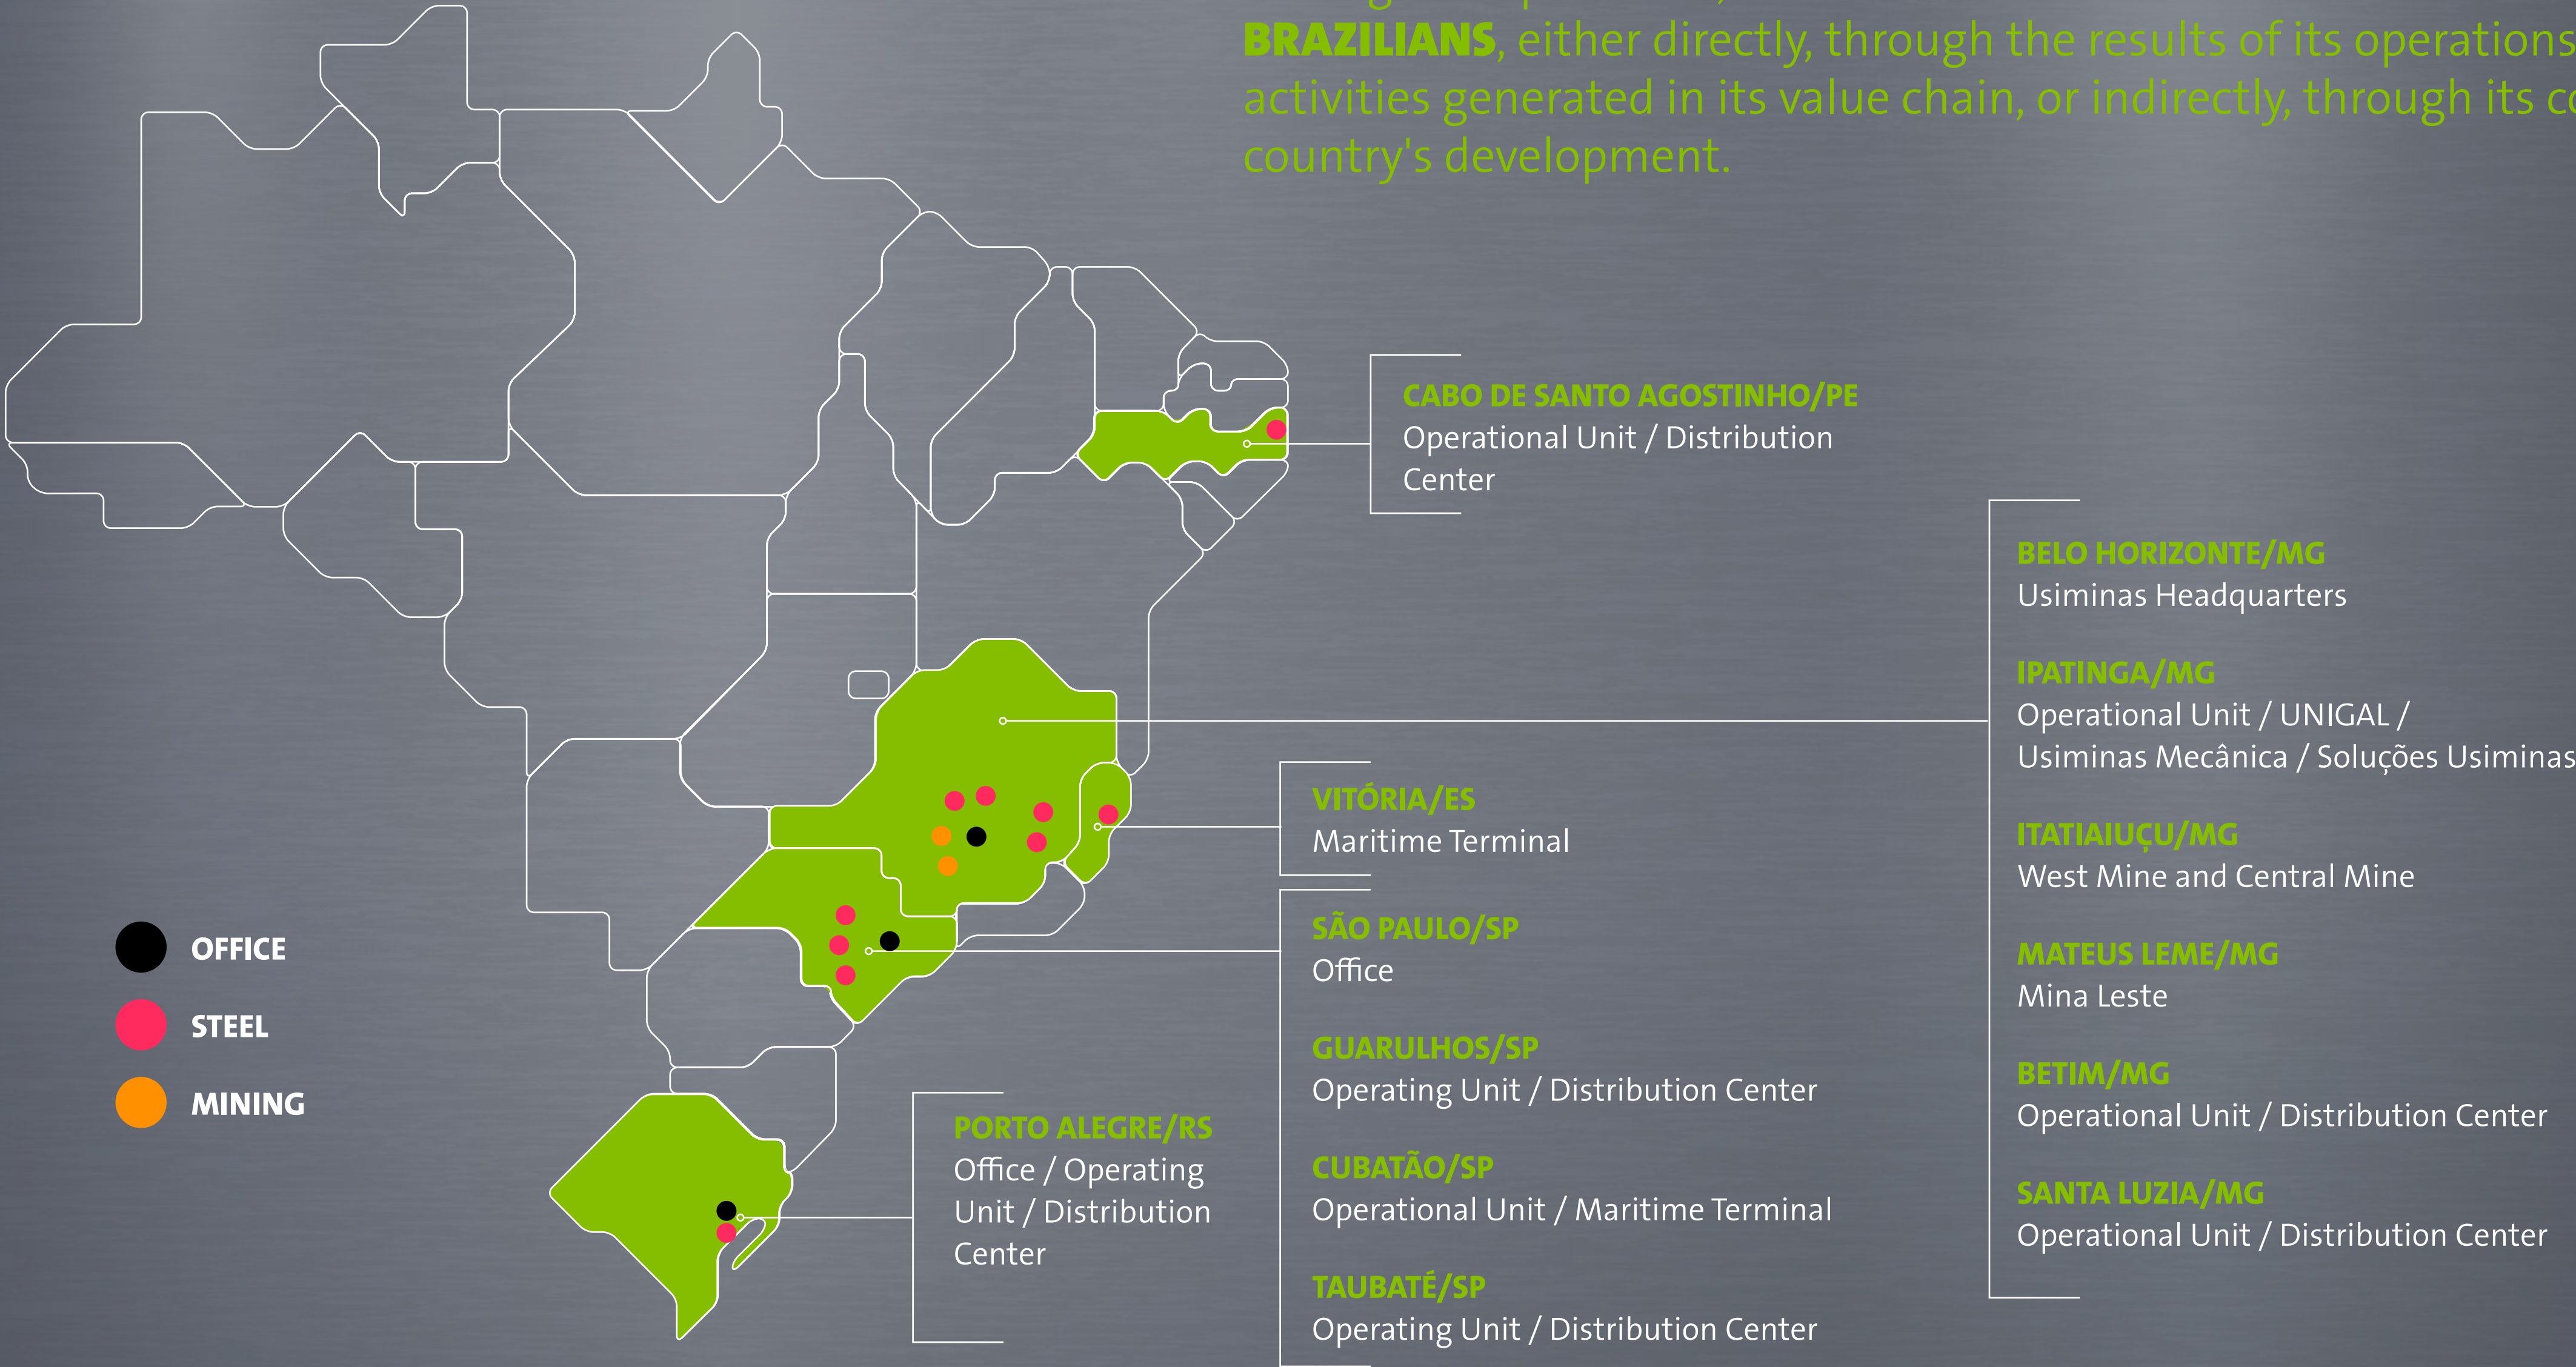 BRAZILIANS, either directly, through the results of its operations
activities generated in its value chain, or indirectly, through its
country's development.
CABO DE SANTO AGOSTINHO/PE
Operational Unit / Distribution
Center
BELO HORIZONTE/MG
Usiminas Headquarters
IPATINGA/MG
Operational Unit / UNIGAL /
Usiminas Mecânica / Soluções Usiminas
ITATIAIUÇU/MG
West Mine and Central Mine
MATEUS LEME/MG
Mina Leste
BETIM/MG
Operational Unit / Distribution Center
SANTA LUZIA/MG
Operational Unit / Distribution Center
VITÓRIA/ES
Maritime Terminal
SÃO PAULO/SP
Office
GUARULHOS/SP
Operating Unit / Distribution Center
CUBATÃO/SP
Operational Unit / Maritime Terminal
TAUBATÉ/SP
Operating Unit / Distribution Center
PORTO ALEGRE/RS
Office / Operating
Unit / Distribution
Center
OFFICE
STEEL
MINING